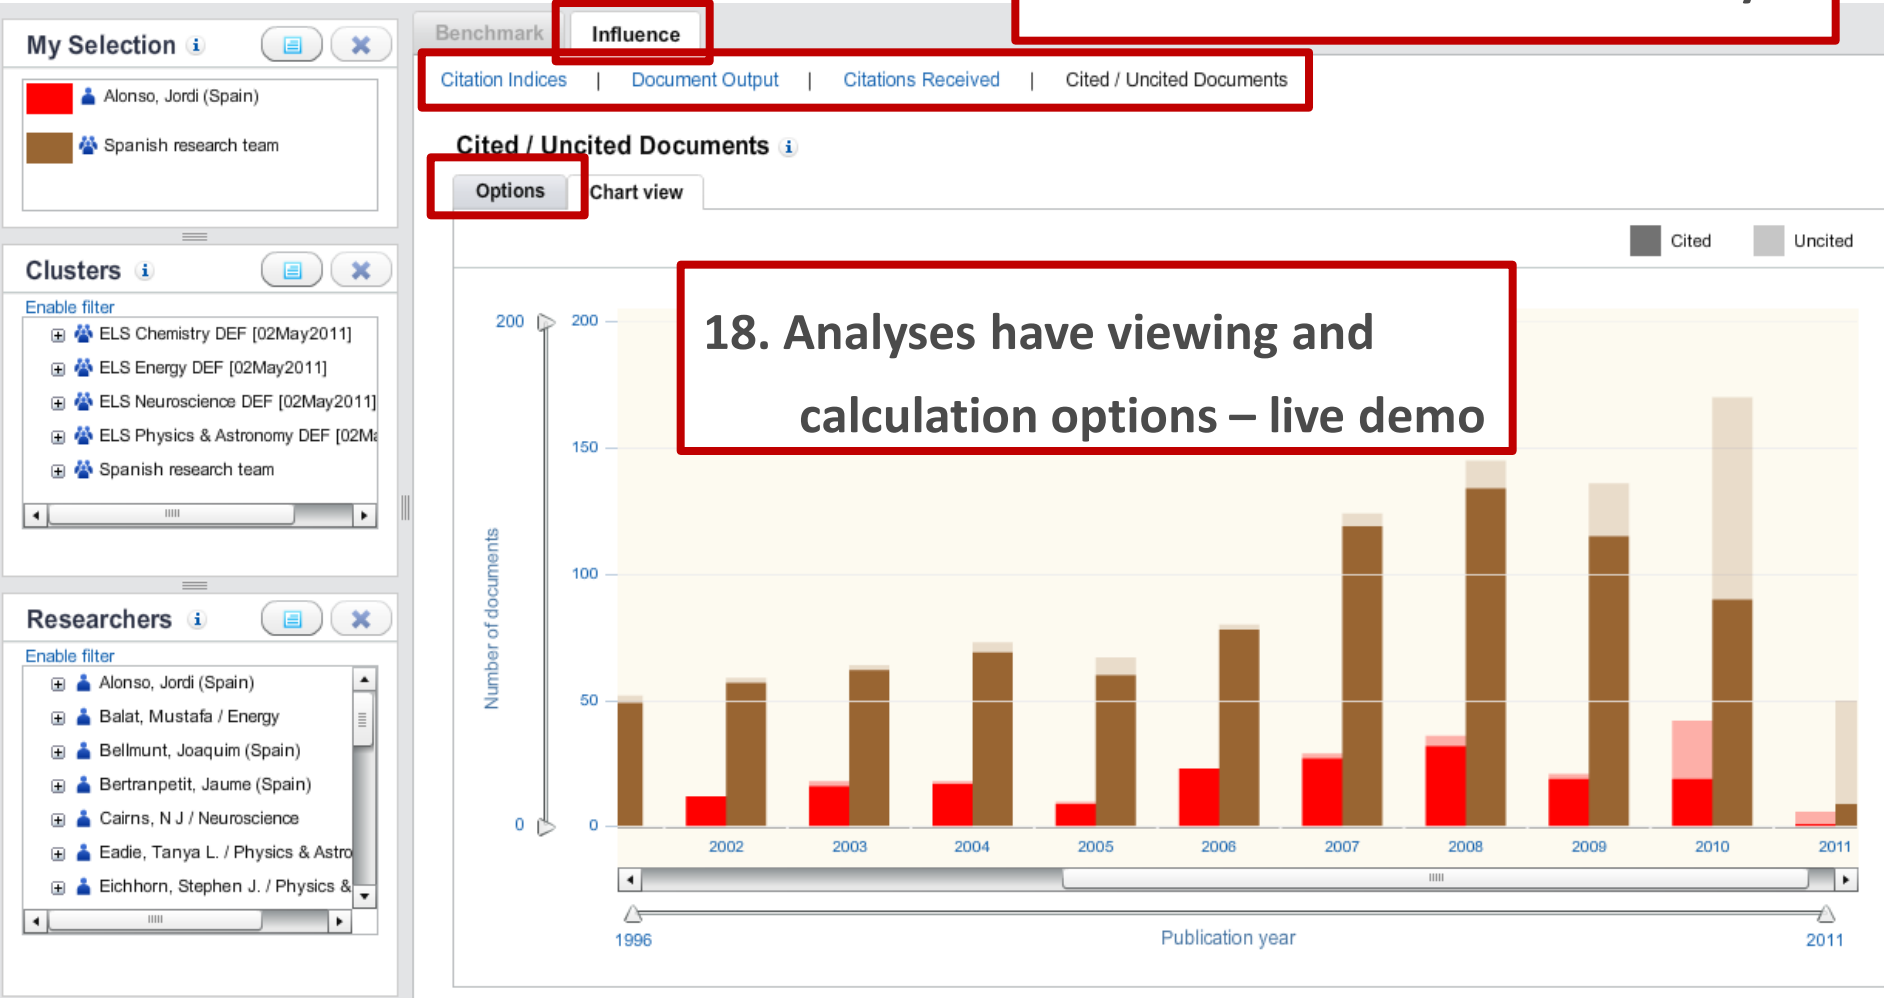 My Selection
Alonso, Jordi (Spain)
Spanish research team
Clusters
Enable filter
ELS Chemistry DEF [02May2011]
ELS Energy DEF [02May2011]
ELS Neuroscience DEF [02May2011]
ELS Physics & Astronomy DEF [02Ma
Spanish research team
Researchers
Enable filter
Alonso, Jordi (Spain)
Balat, Mustafa / Energy
Bellmunt, Joaquim (Spain)
Bertranpetit, Jaume (Spain)
Cairns, N J / Neuroscience
Eadie, Tanya L. / Physics & Astro
Eichhorn, Stephen J. / Physics &
Benchmark Influence
Citation Indices | Document Output | Citations Received | Cited / Uncited Documents
Cited / Uncited Documents
Options Chart view
Cited Uncited
18. Analyses have viewing and
calculation options – live demo
200 200
150
100
50
0 0
Number of documents
2002 2003 2004 2005 2006 2007 2008 2009 2010 2011
1996 Publication year 2011